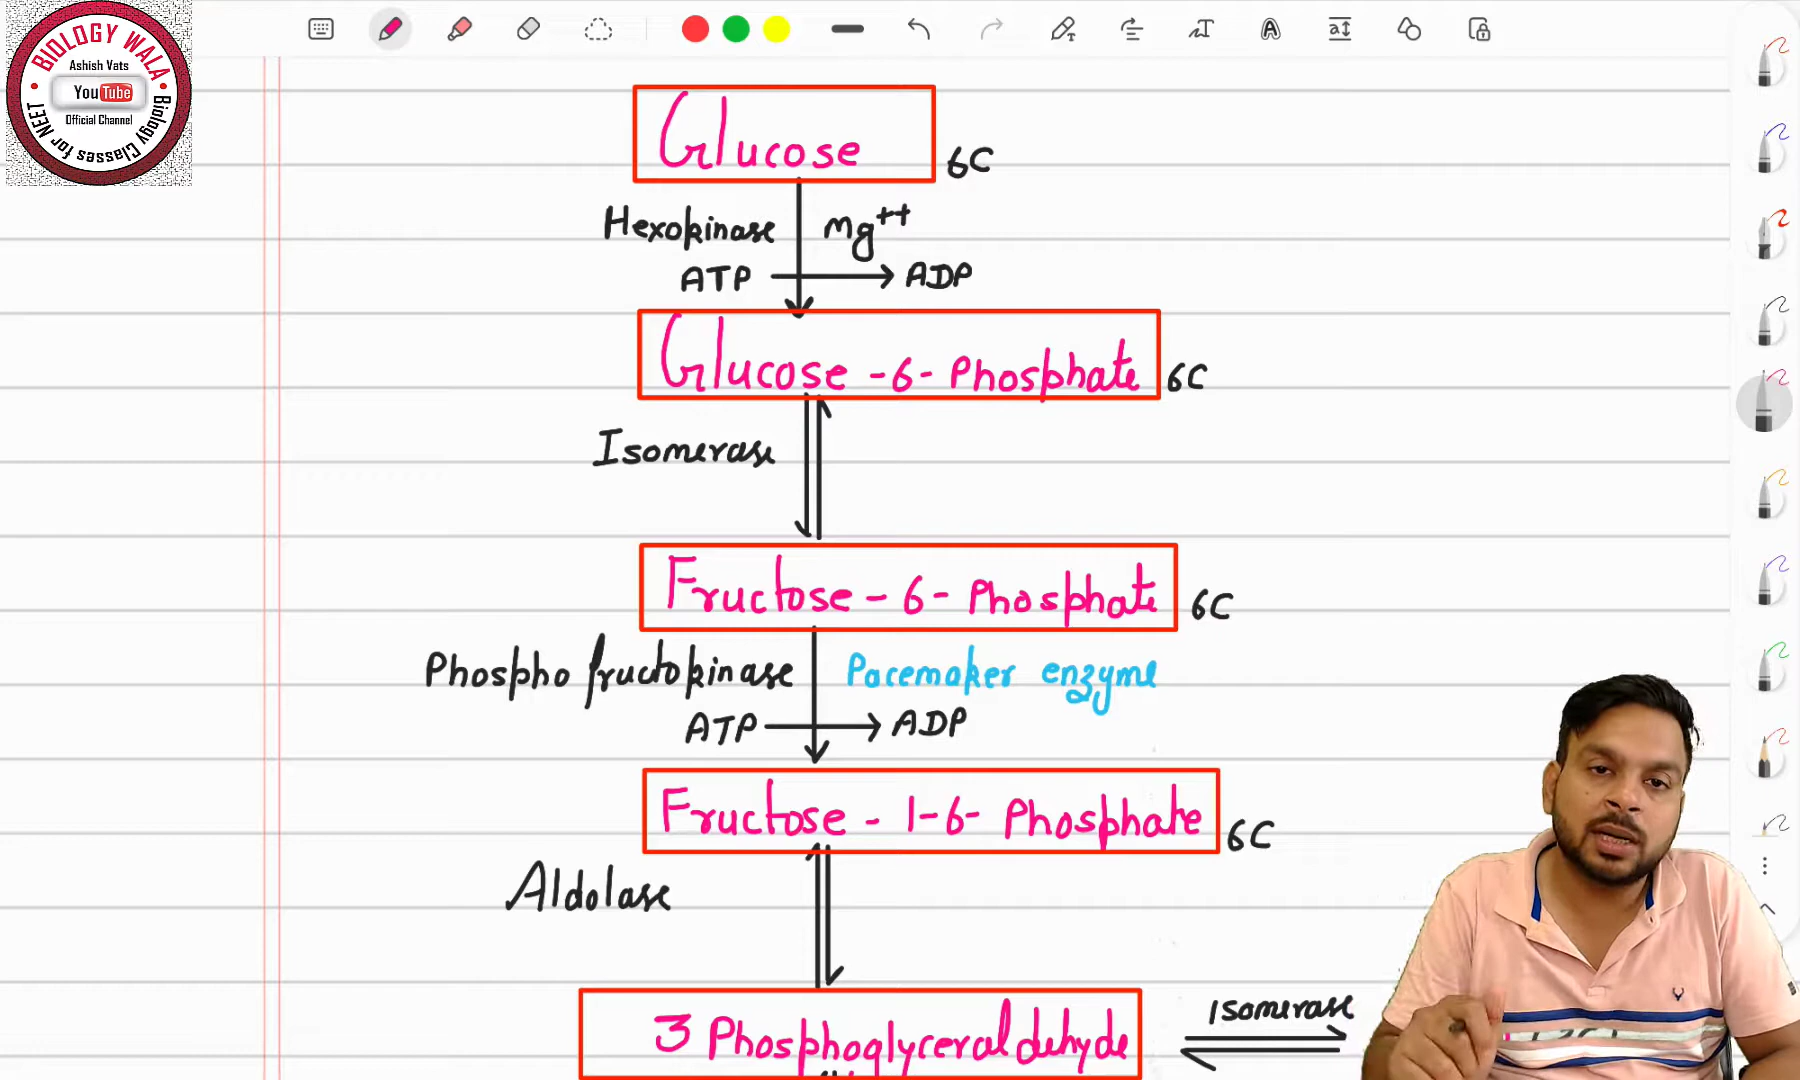 BIOLOGY WALA
Ashish Vats
YouTube
Official Channel
Biology Classes for NEET
Glucose 6C
Hexokinase Mg++
ATP → ADP
Glucose - 6 - Phosphate 6C
Isomerase
Fructose - 6 - Phosphate 6C
Phospho fructokinase Pacemaker enzyme
ATP → ADP
Fructose - 1-6- Phosphate 6C
Aldolase
3 Phosphoglyceraldehyde Isomerase